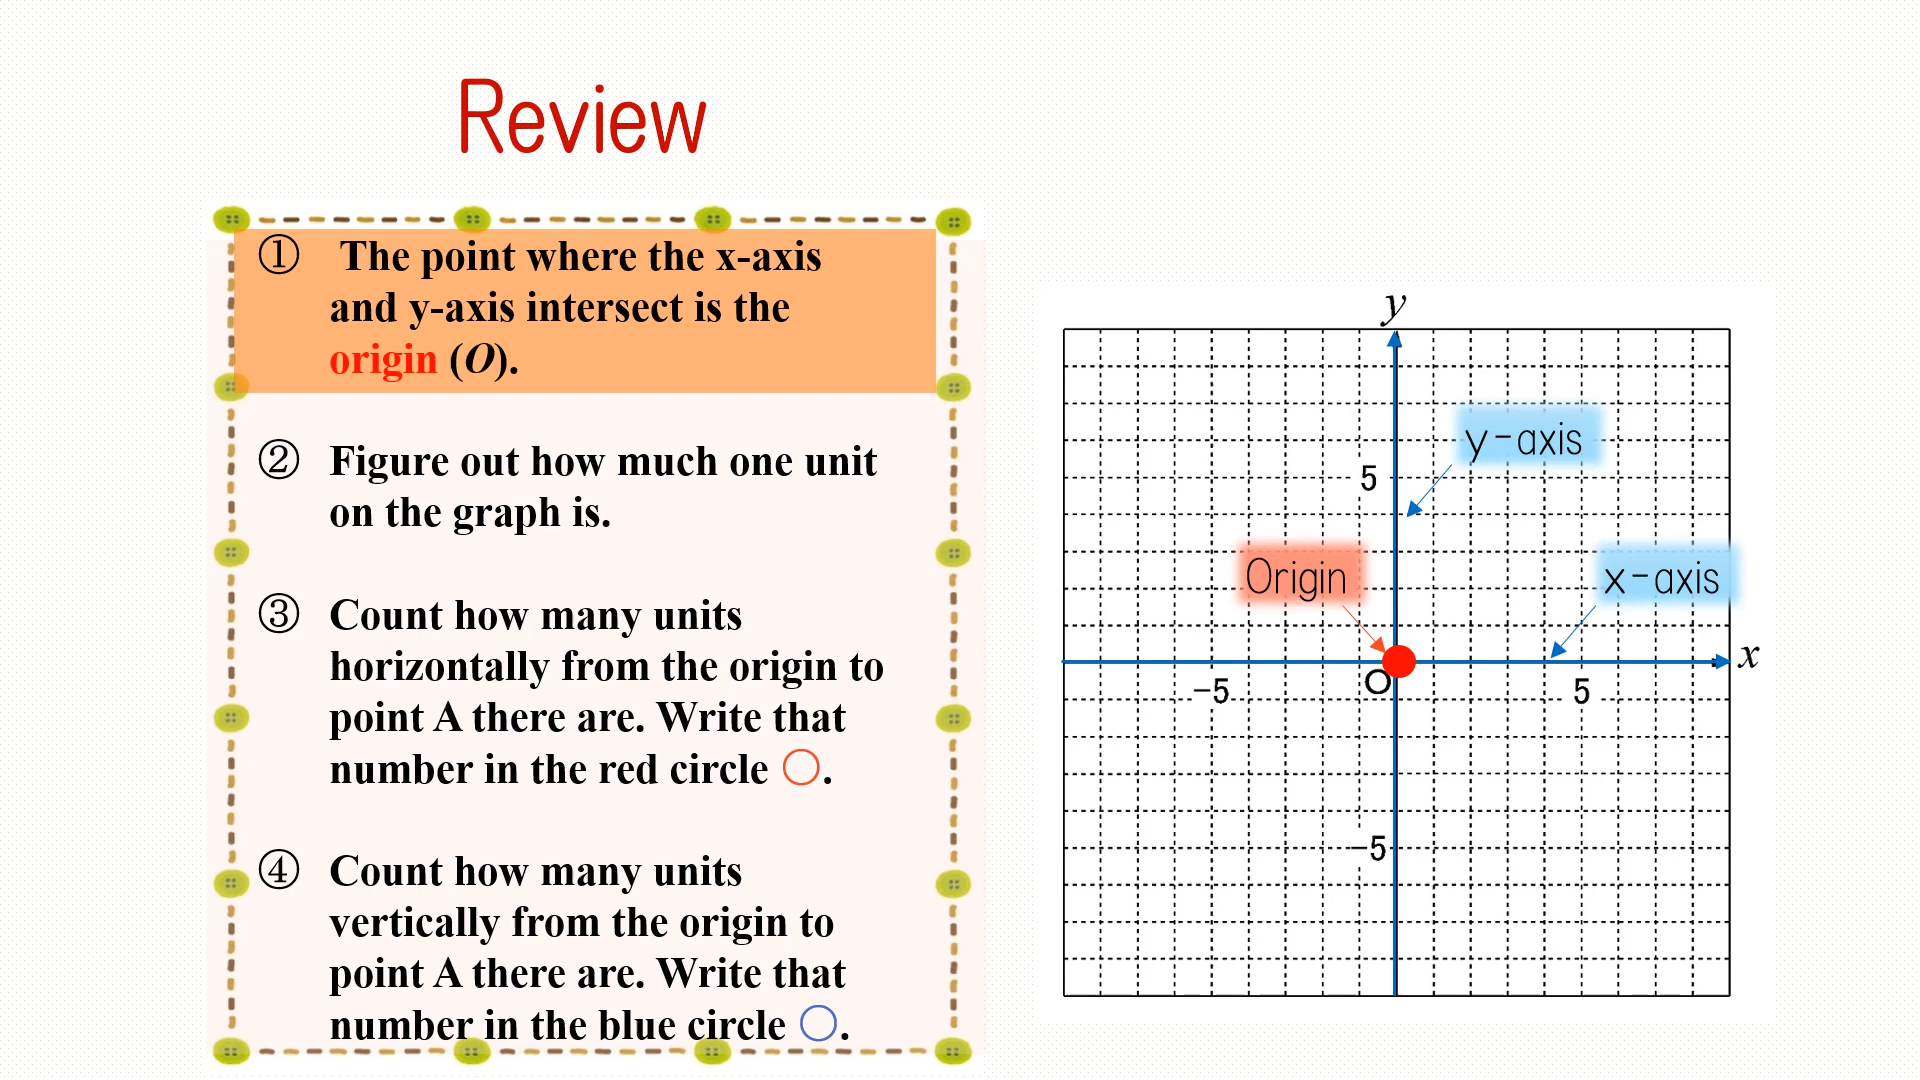 Review
① The point where the x-axis
and y-axis intersect is the
origin (O).
② Figure out how much one unit
on the graph is.
③ Count how many units
horizontally from the origin to
point A there are. Write that
number in the red circle ○.
④ Count how many units
vertically from the origin to
point A there are. Write that
number in the blue circle ○.
y
y-axis
5
Origin
x-axis
x
O
-5
5
-5